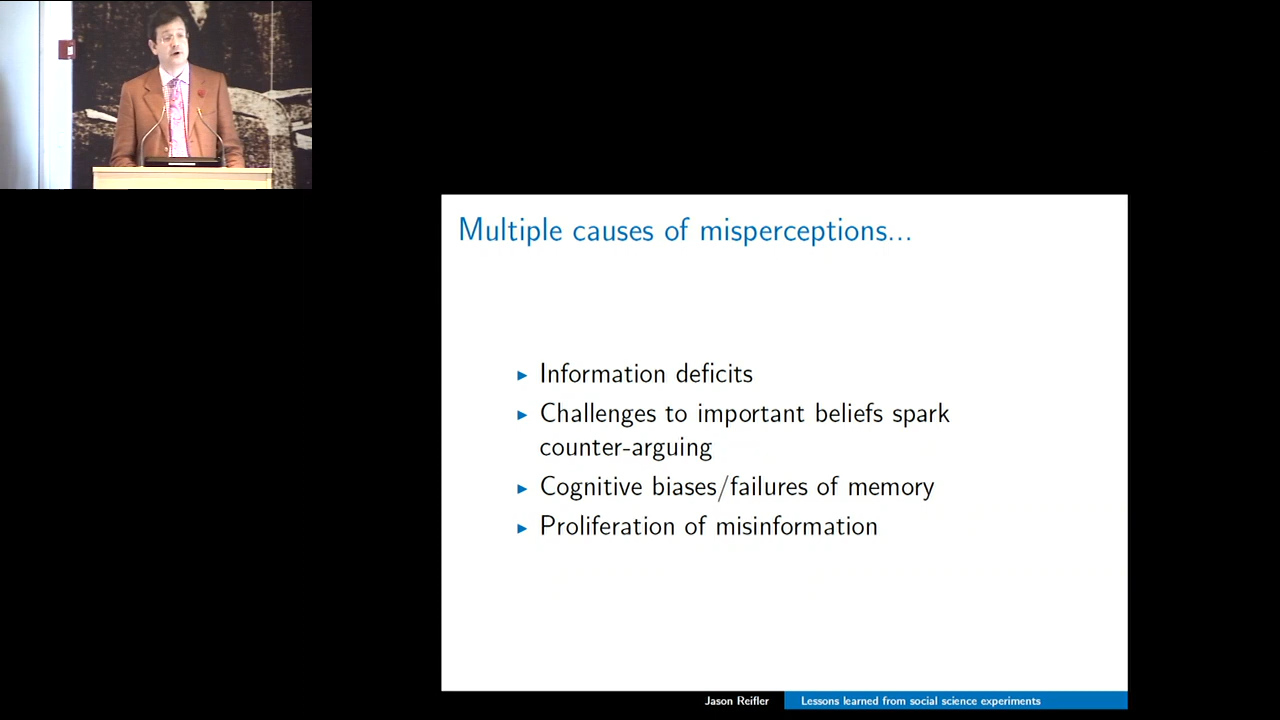 Multiple causes of misperceptions...
▶ Information deficits
▶ Challenges to important beliefs spark
counter-arguing
▶ Cognitive biases/failures of memory
▶ Proliferation of misinformation
Jason Reifler
Lessons learned from social science experiments